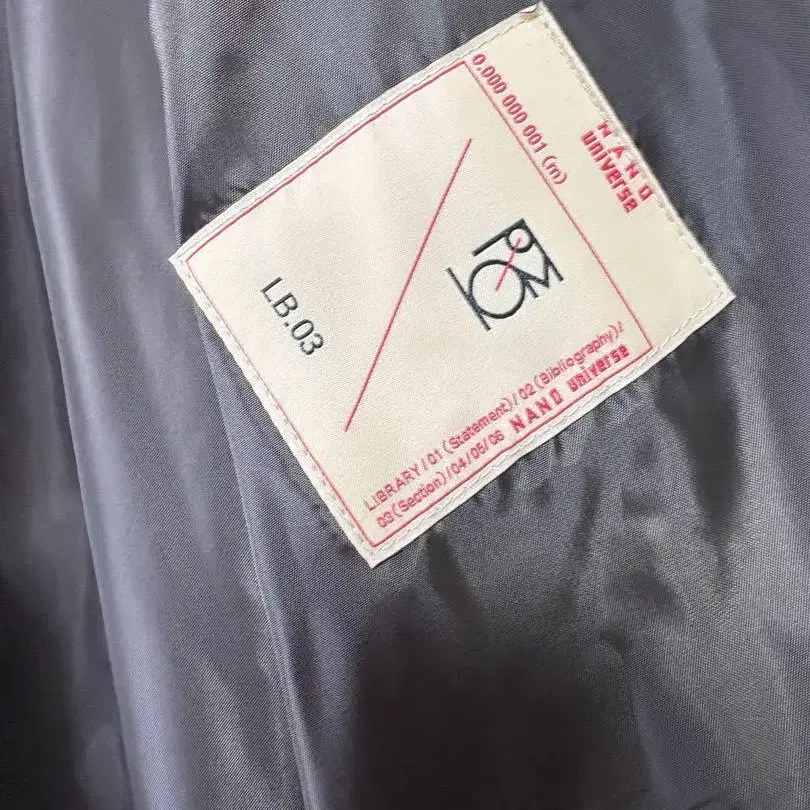 NANO
universe
0.000 000 001 (m)
LB.03
LIBRARY/01 (Statement)/02 (Bibliography)/
03(Section)/04/05/06 NANO universe